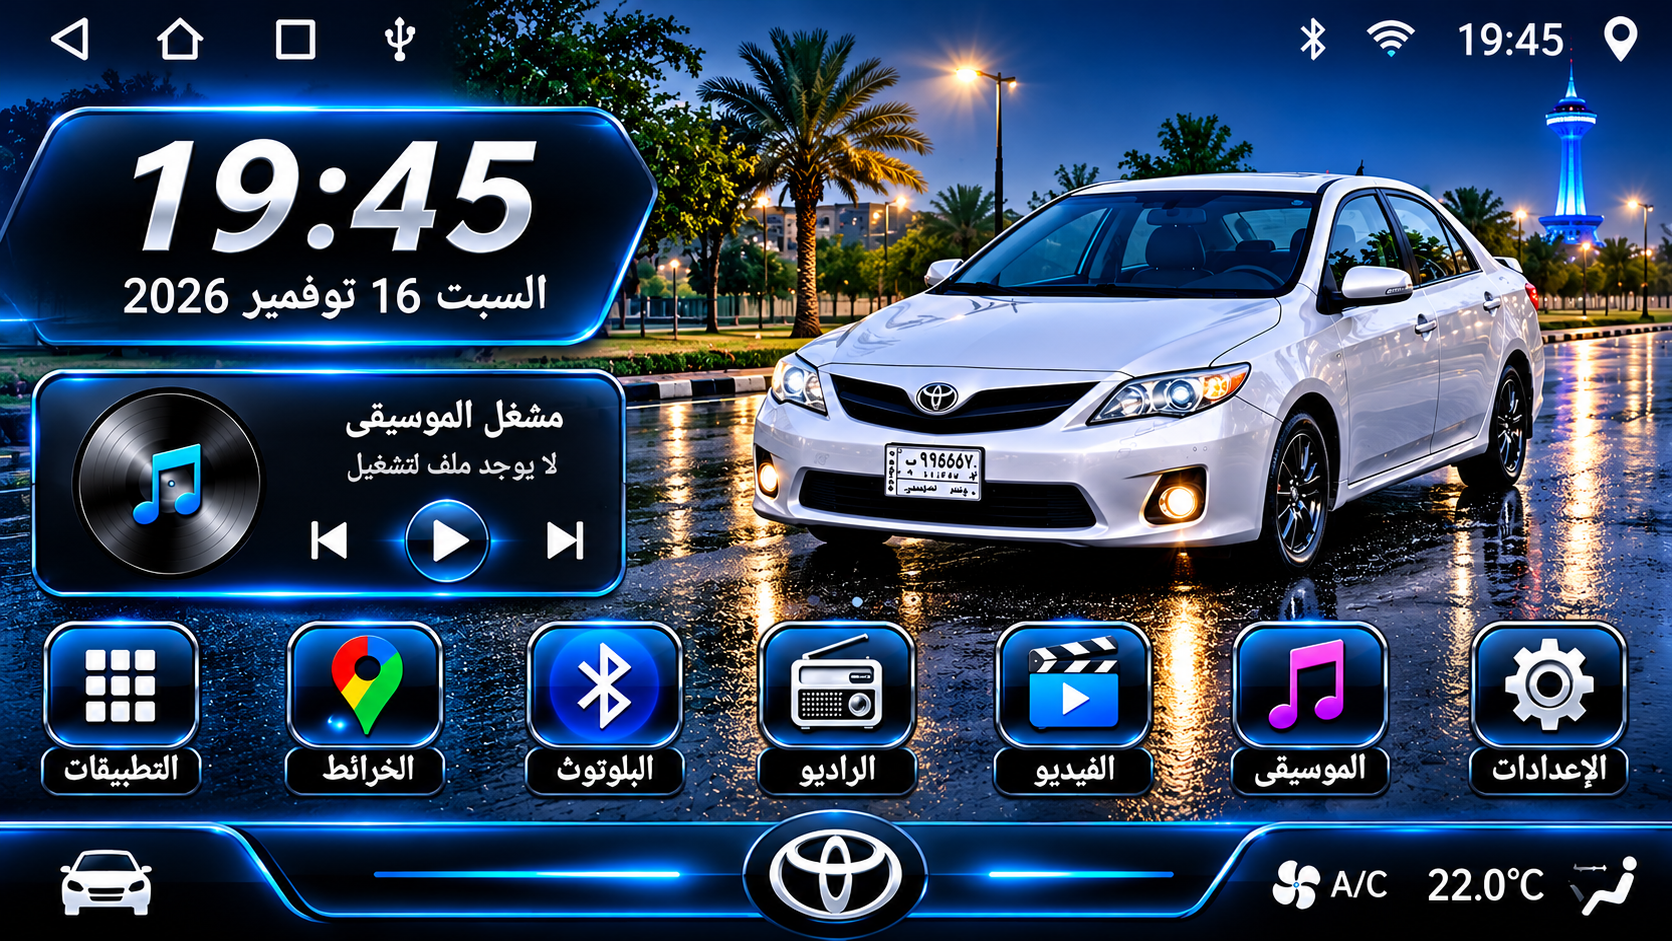 19:45
19:45
السبت 16 توفمير 2026
مشغل الموسيقى
لا يوجد ملف لتشغيل
التطبيقات
الخرائط
البلوتوث
الراديو
الفيديو
الموسيقى
الإعدادات
A/C
22.0°C